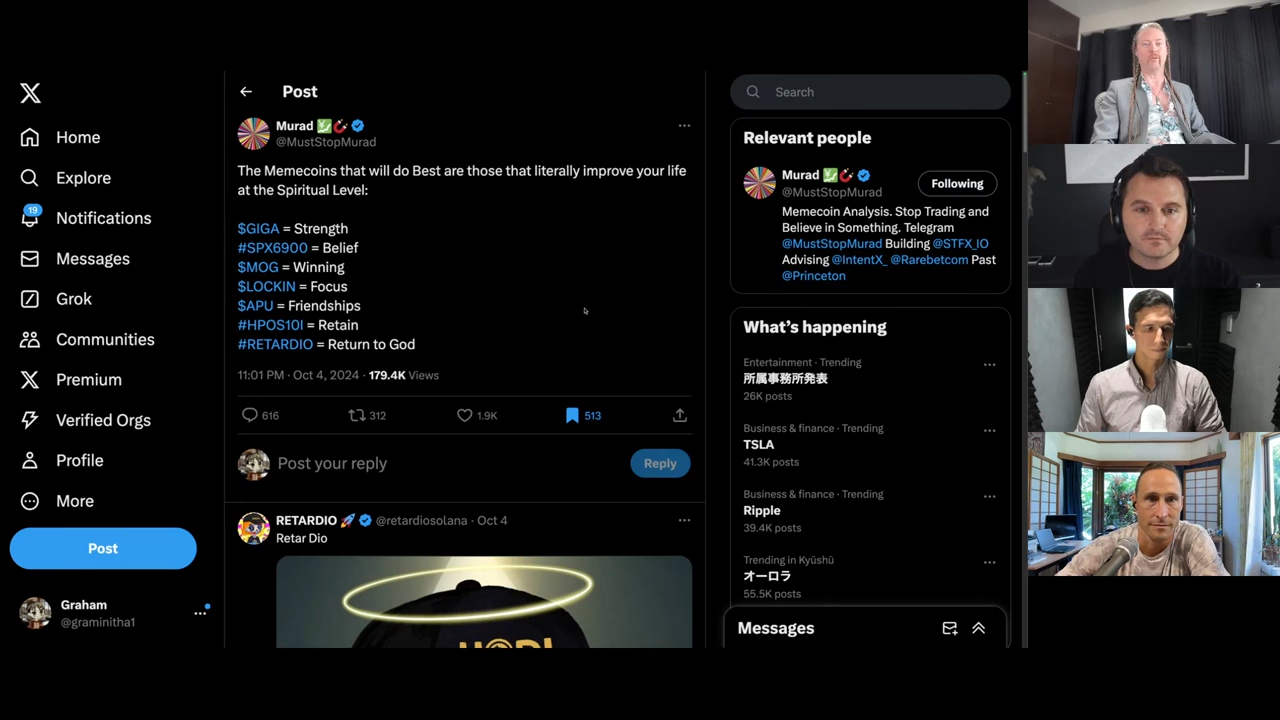 Home
Explore
19
Notifications
Messages
Grok
Communities
Premium
Verified Orgs
Profile
More
Post
Graham
@graminitha1
Post
Murad
@MustStopMurad
The Memecoins that will do Best are those that literally improve your life
at the Spiritual Level:
$GIGA = Strength
#SPX6900 = Belief
$MOG = Winning
$LOCKIN = Focus
$APU = Friendships
#HPOS10I = Retain
#RETARDIO = Return to God
11:01 PM · Oct 4, 2024 · 179.4K Views
616 312 1.9K 513
Post your reply
Reply
RETARDIO @retardiosolana · Oct 4
Retar Dio
Search
Relevant people
Murad
@MustStopMurad
Following
Memecoin Analysis. Stop Trading and
Believe in Something. Telegram
@MustStopMurad Building @STFX_IO
Advising @IntentX_ @Rarebetcom Past
@Princeton
What's happening
Entertainment · Trending
所属事務所発表
26K posts
Business & finance · Trending
TSLA
41.3K posts
Business & finance · Trending
Ripple
39.4K posts
Trending in Kyūshū
オーロラ
55.5K posts
Messages